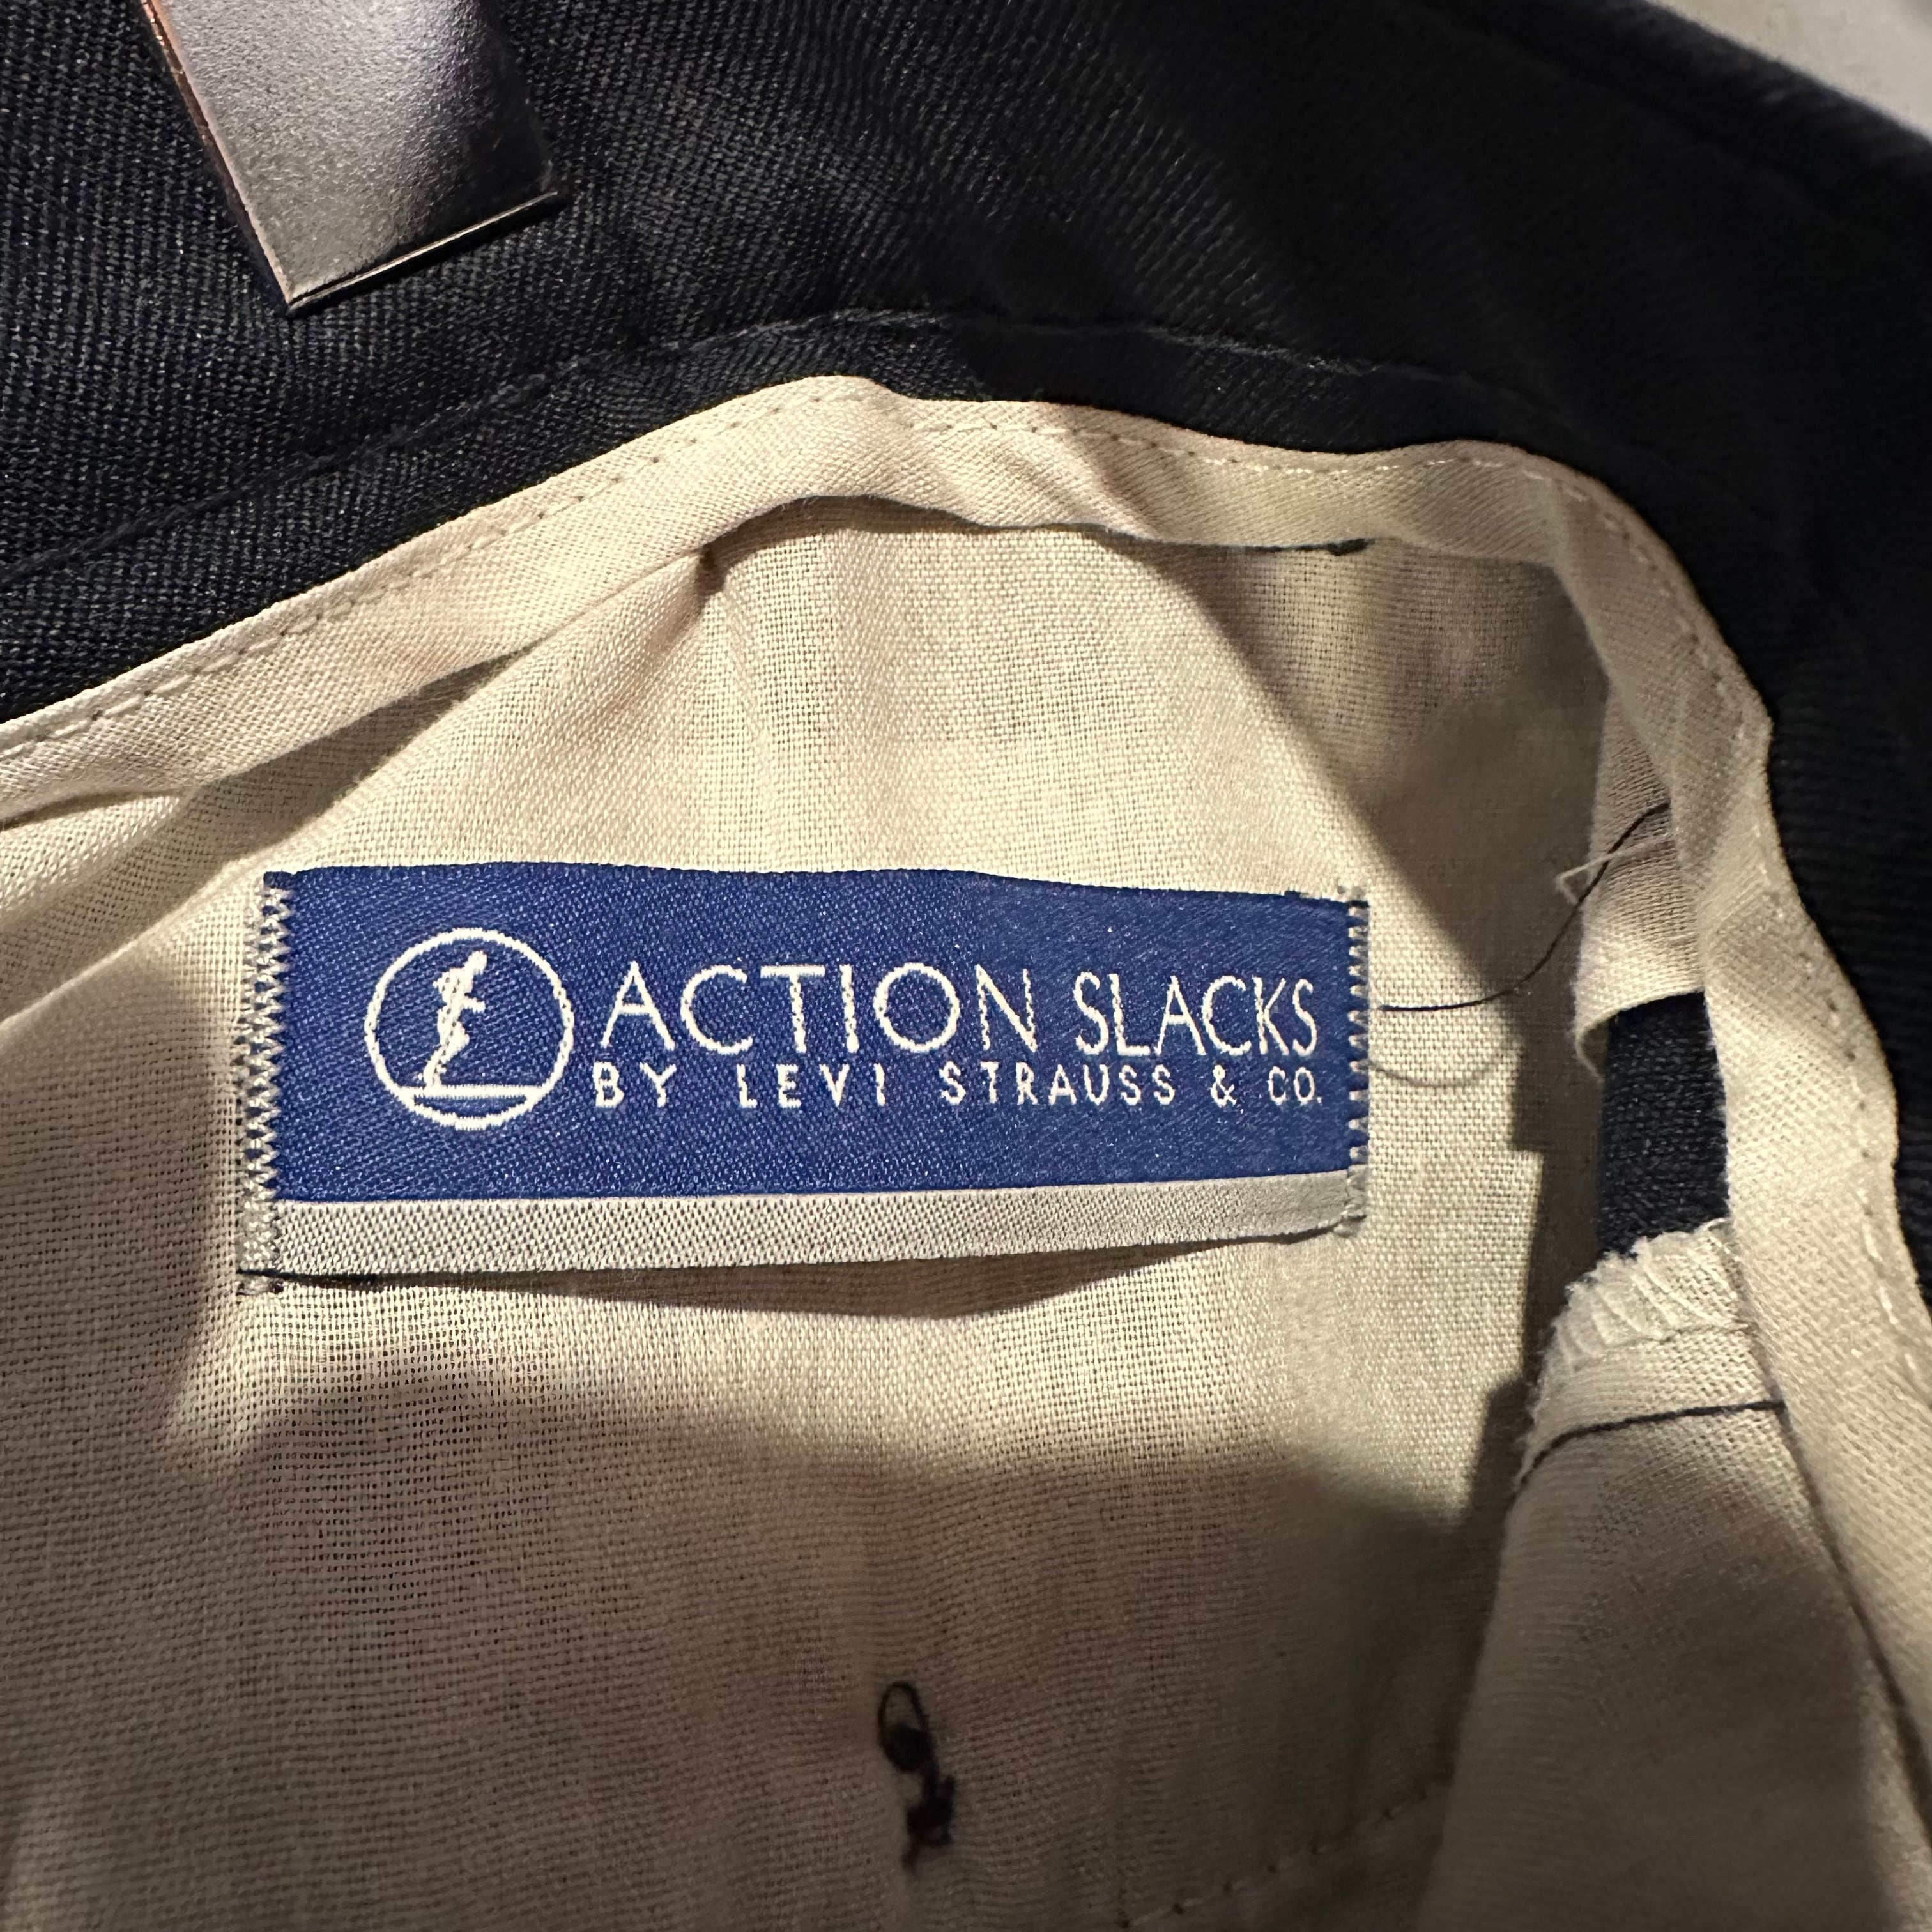 ACTION SLACKS
BY LEVI STRAUSS & CO.